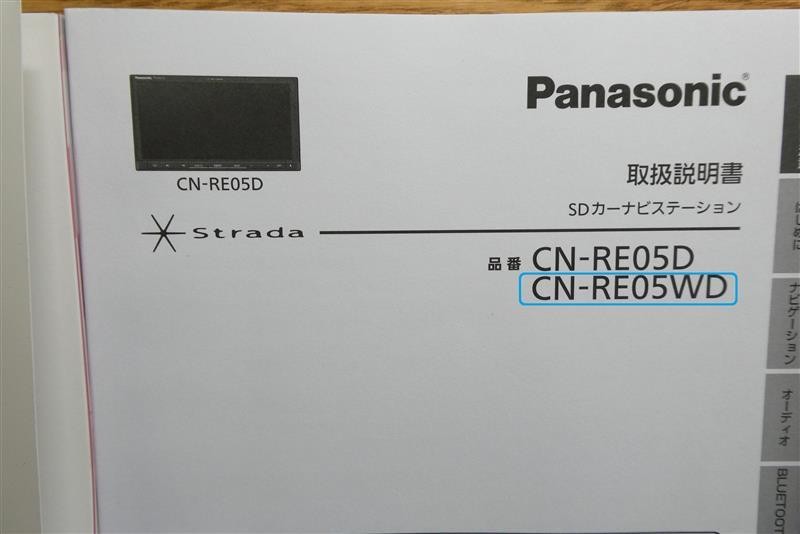 Panasonic
CN-RE05D
Strada
Panasonic®
取扱説明書
SDカーナビステーション
品番 CN-RE05D
CN-RE05WD
はじめに
ナビゲーション
オーディオ
BLUETOOT